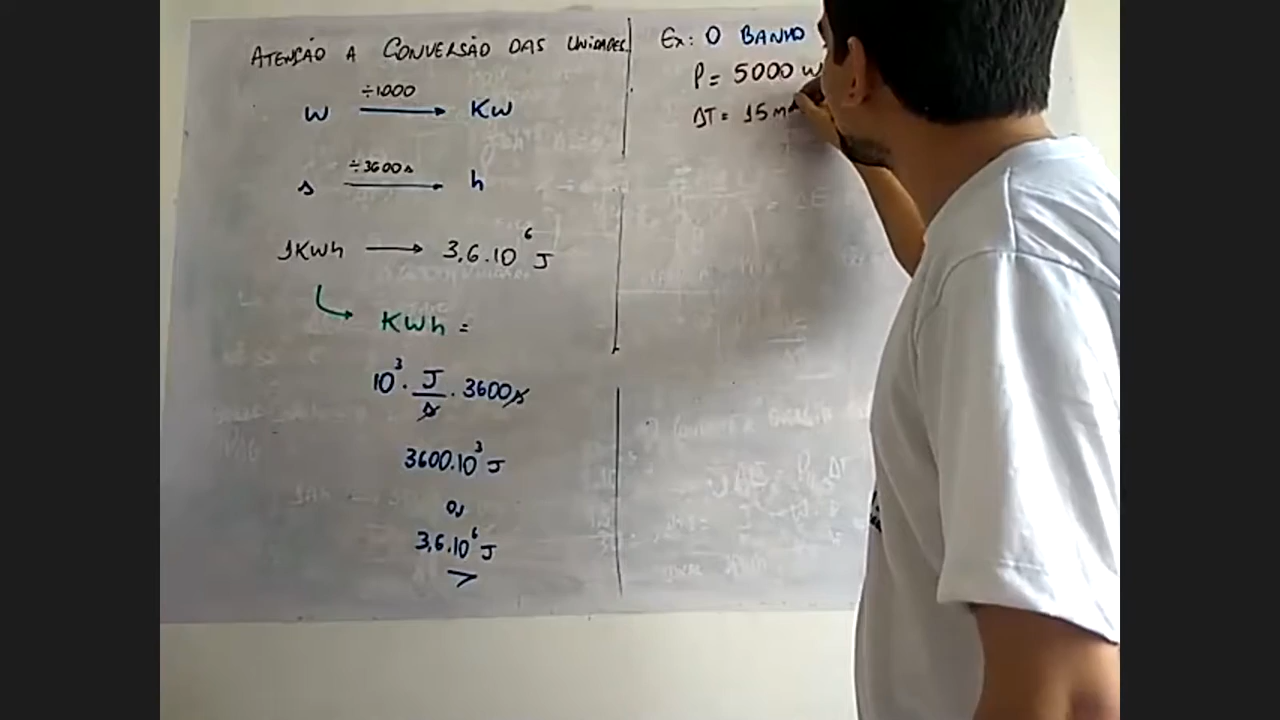 ATENÇÃO A CONVERSÃO DAS UNIDADES
÷1000
W → KW
÷3600s
s → h
1KWh → 3,6.10⁶ J
KWh =
10³ . J/s . 3600s
3600.10³ J
OU
3,6.10⁶ J
Ex: O BANHO
P = 5000 W
ΔT = 15